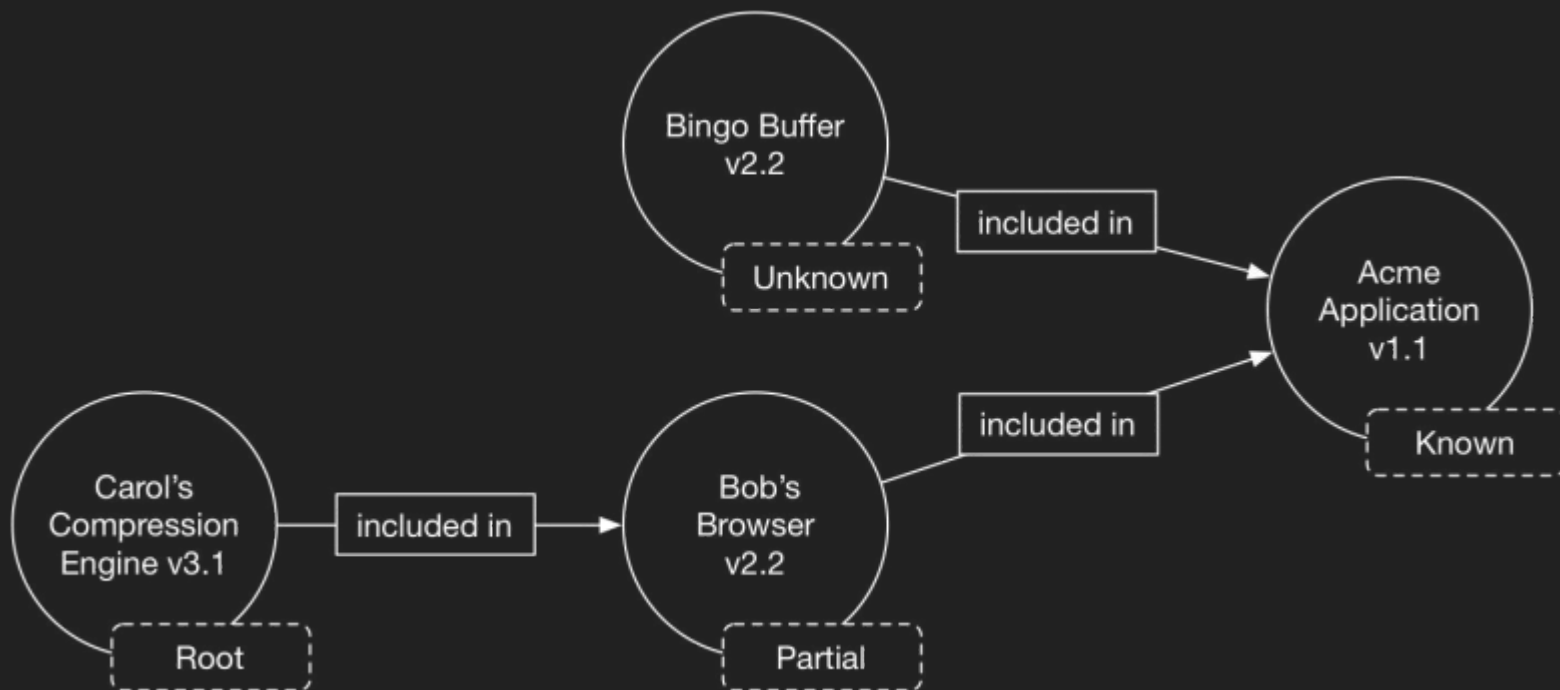 Bingo Buffer
v2.2
Unknown
included in
Acme
Application
v1.1
Known
included in
Carol’s
Compression
Engine v3.1
Root
included in
Bob’s
Browser
v2.2
Partial